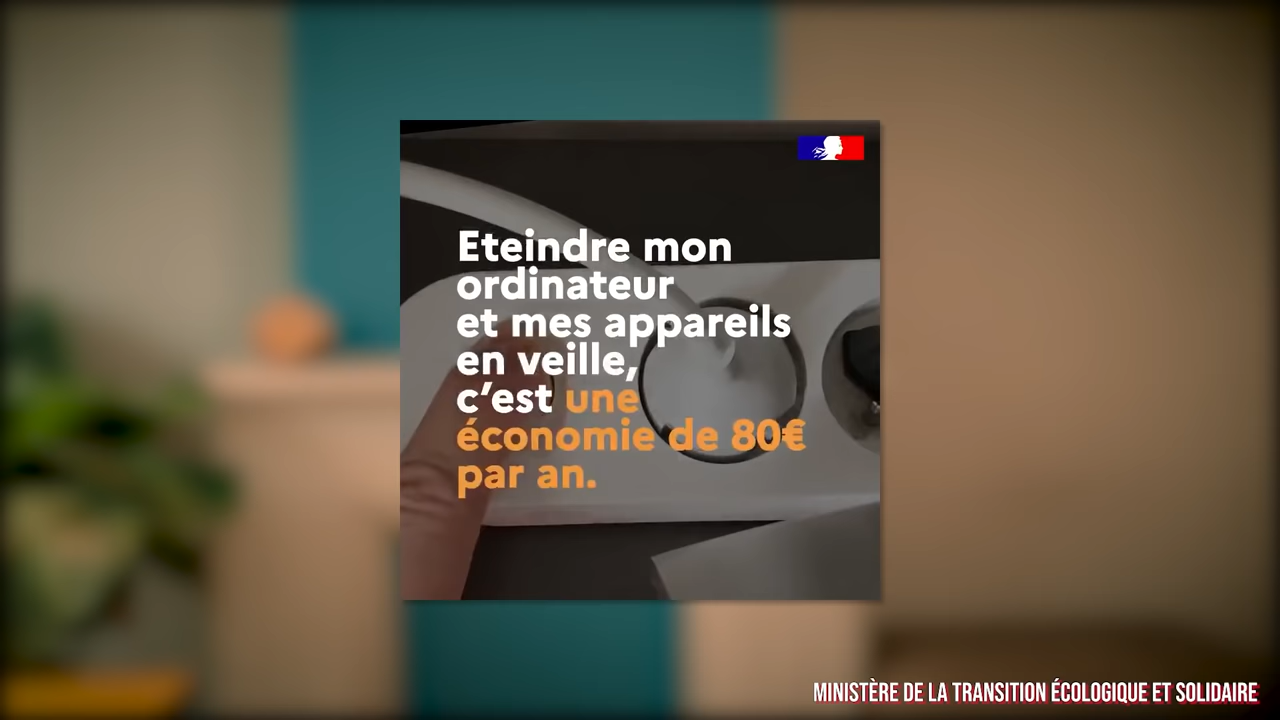 Eteindre mon
ordinateur
et mes appareils
en veille,
c'est une
économie de 80€
par an.
MINISTÈRE DE LA TRANSITION ÉCOLOGIQUE ET SOLIDAIRE